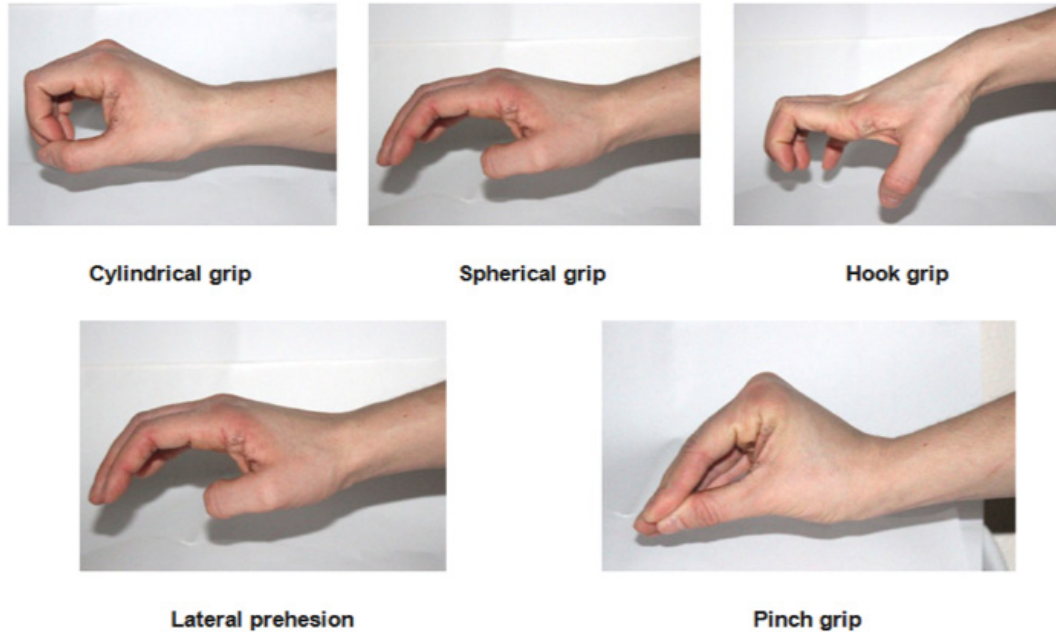 Cylindrical grip
Spherical grip
Hook grip
Lateral prehesion
Pinch grip